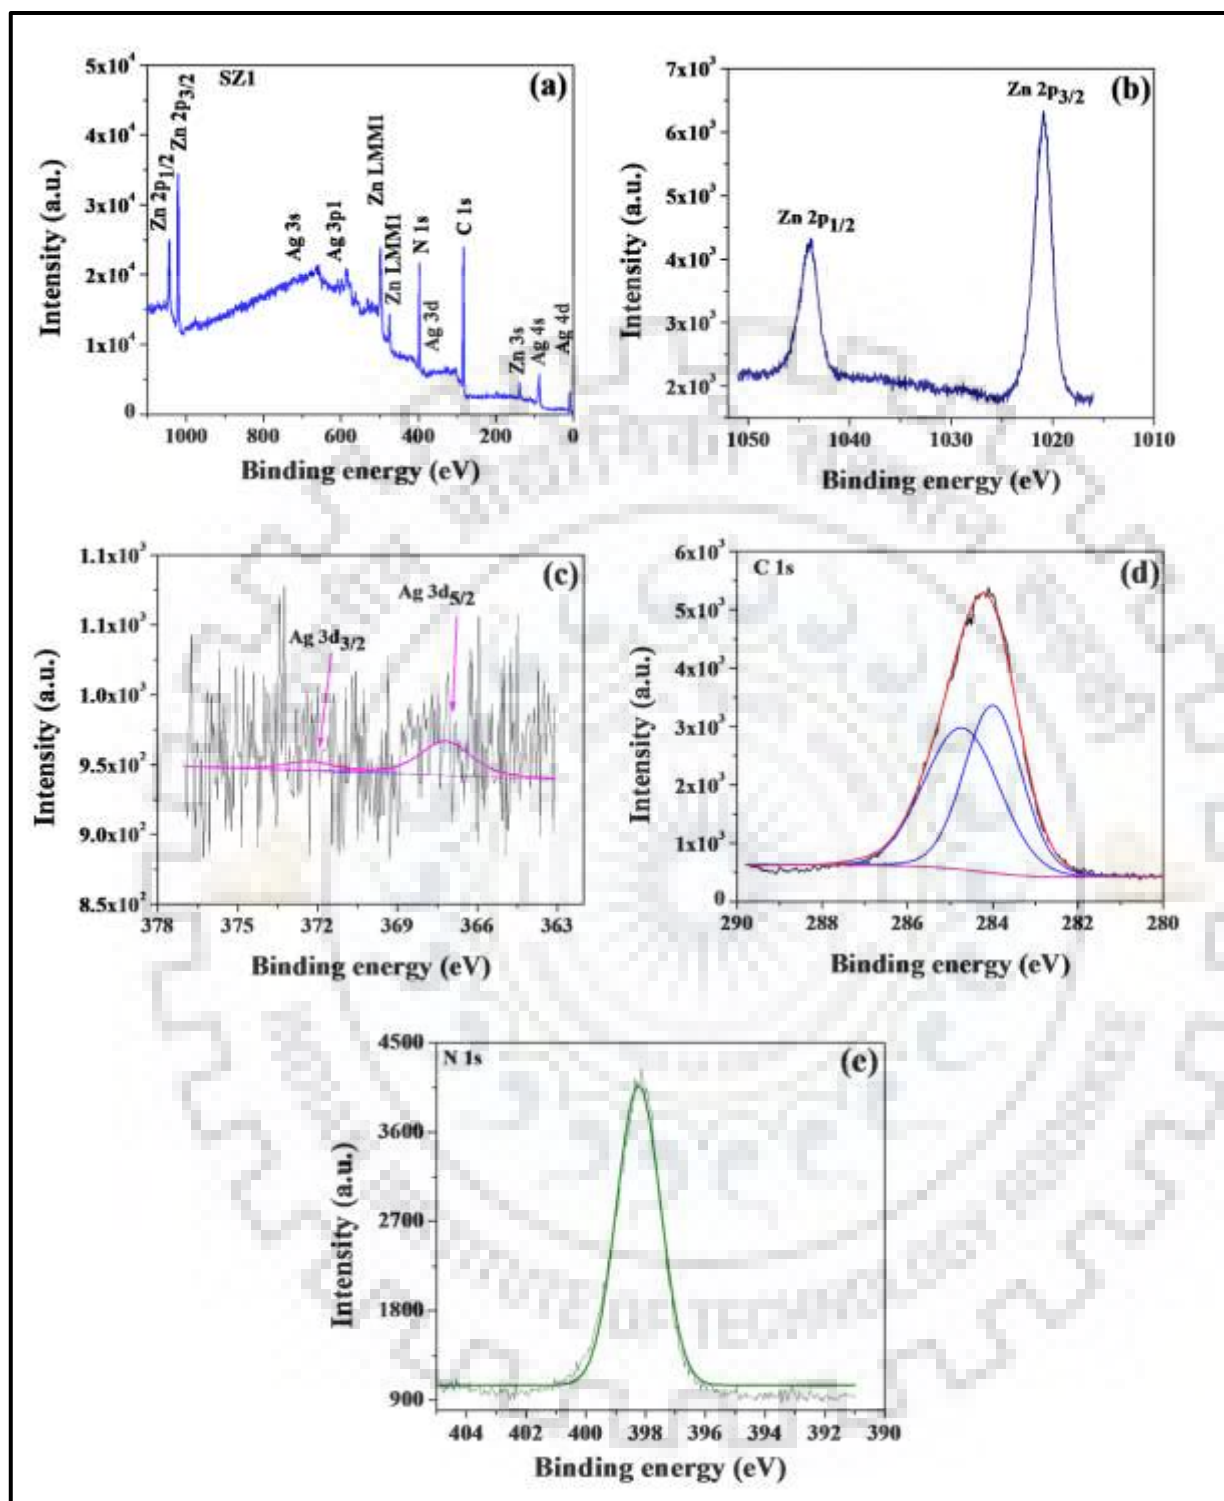 5x10⁴
4x10⁴
3x10⁴
2x10⁴
1x10⁴
0
Intensity (a.u.)
SZ1
(a)
Zn 2p1/2
Zn 2p3/2
Ag 3s
Ag 3p1
Zn LMM1
Zn LMM1
N 1s
Ag 3d
C 1s
Zn 3s
Ag 4s
Ag 4d
1000 800 600 400 200 0
Binding energy (eV)
7x10³
6x10³
5x10³
4x10³
3x10³
2x10³
Intensity (a.u.)
(b)
Zn 2p3/2
Zn 2p1/2
1050 1040 1030 1020 1010
Binding energy (eV)
1.1x10³
1.1x10³
1.0x10³
9.5x10²
9.0x10²
8.5x10²
Intensity (a.u.)
(c)
Ag 3d5/2
Ag 3d3/2
378 375 372 369 366 363
Binding energy (eV)
6x10³
5x10³
4x10³
3x10³
2x10³
1x10³
0
Intensity (a.u.)
C 1s
(d)
290 288 286 284 282 280
Binding energy (eV)
4500
3600
2700
1800
900
Intensity (a.u.)
N 1s
(e)
404 402 400 398 396 394 392 390
Binding energy (eV)